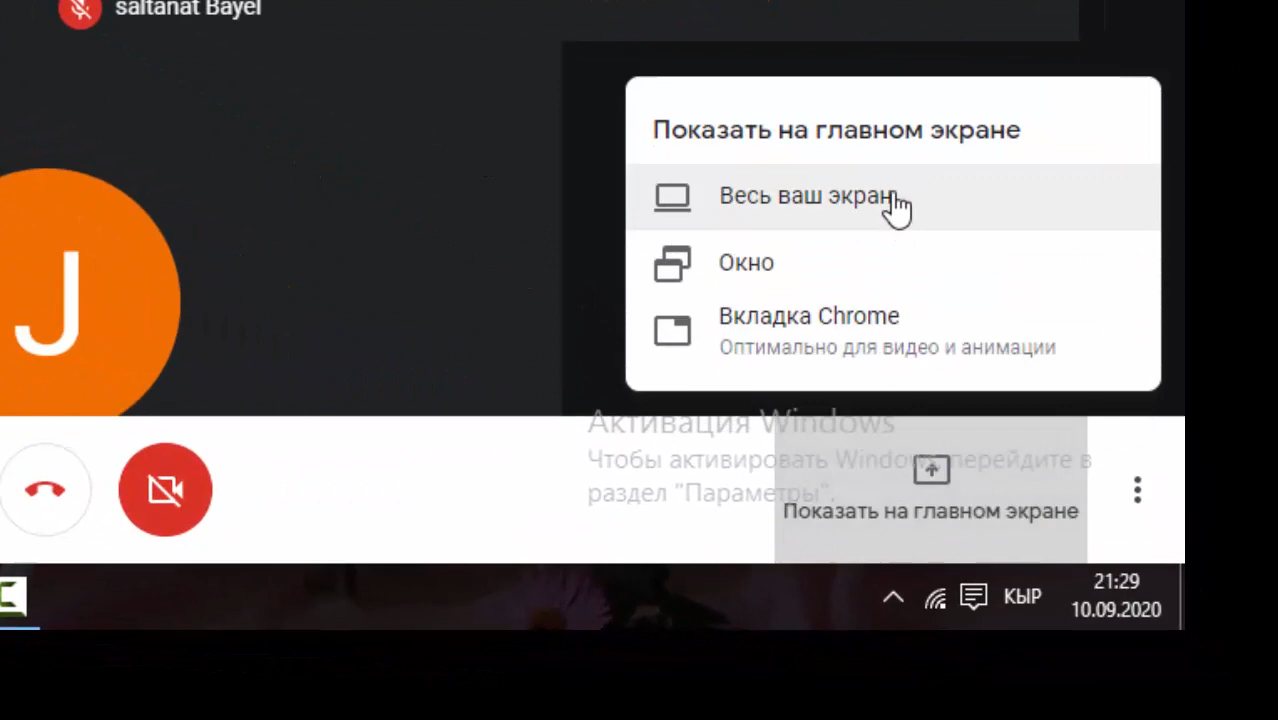 saltanat Bayel
Показать на главном экране
Весь ваш экран
Окно
Вкладка Chrome
Оптимально для видео и анимации
J
Активация Windows
Чтобы активировать Windows, перейдите в
раздел "Параметры".
Показать на главном экране
C
КЫР
21:29
10.09.2020